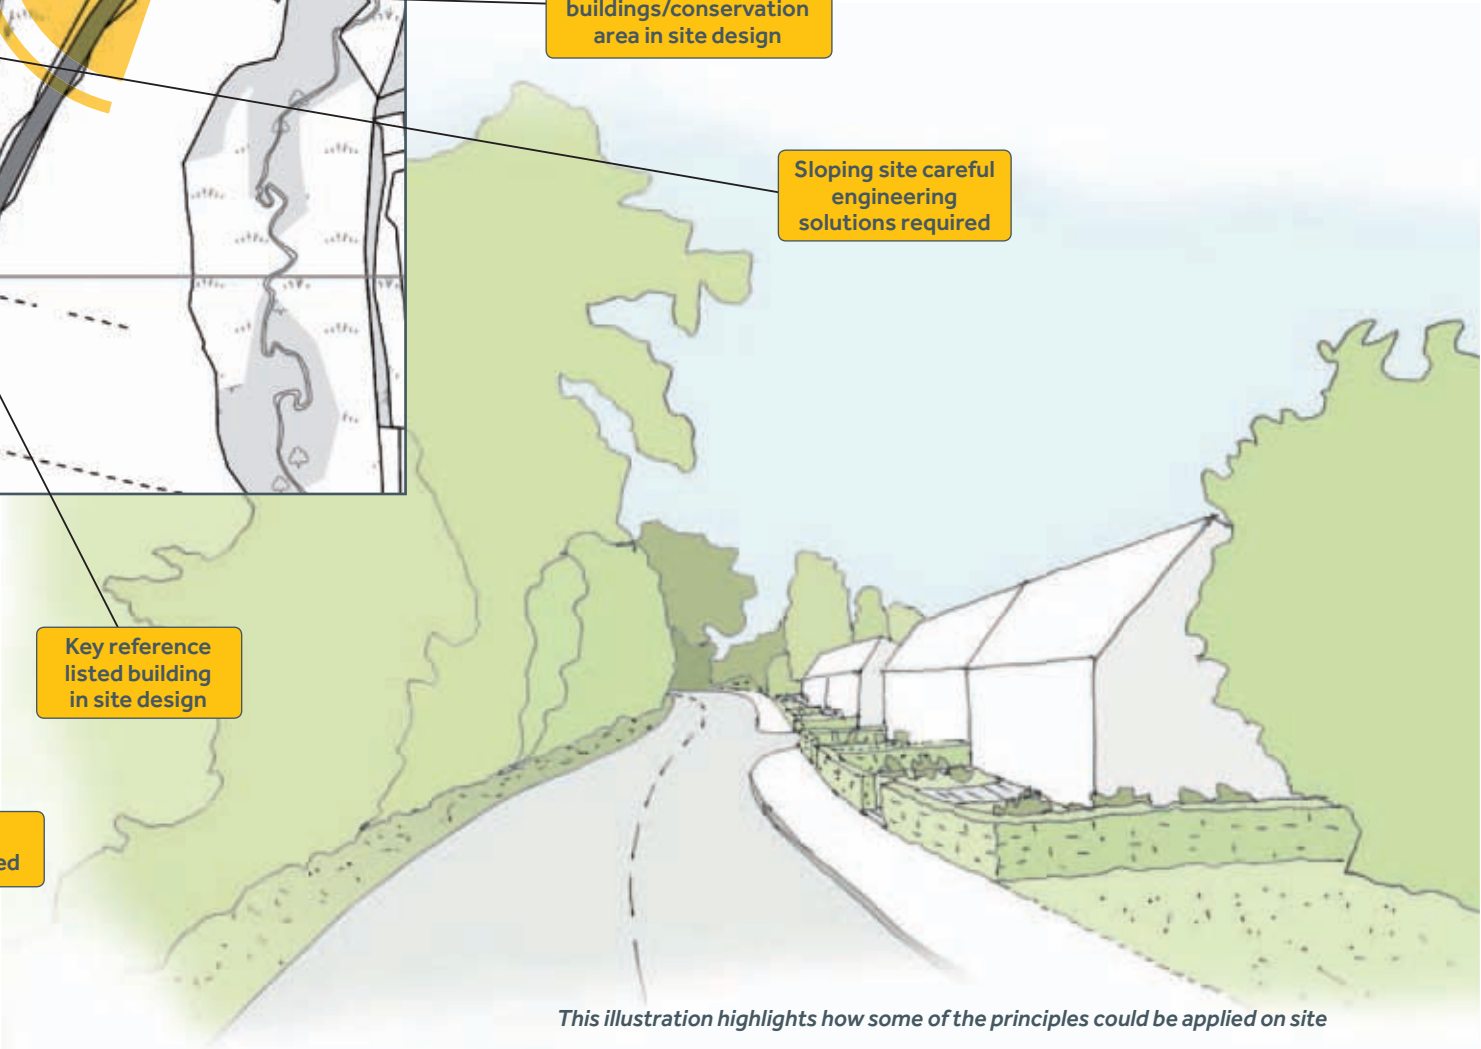 buildings/conservation
area in site design
Sloping site careful
engineering
solutions required
Key reference
listed building
in site design
ed
This illustration highlights how some of the principles could be applied on site